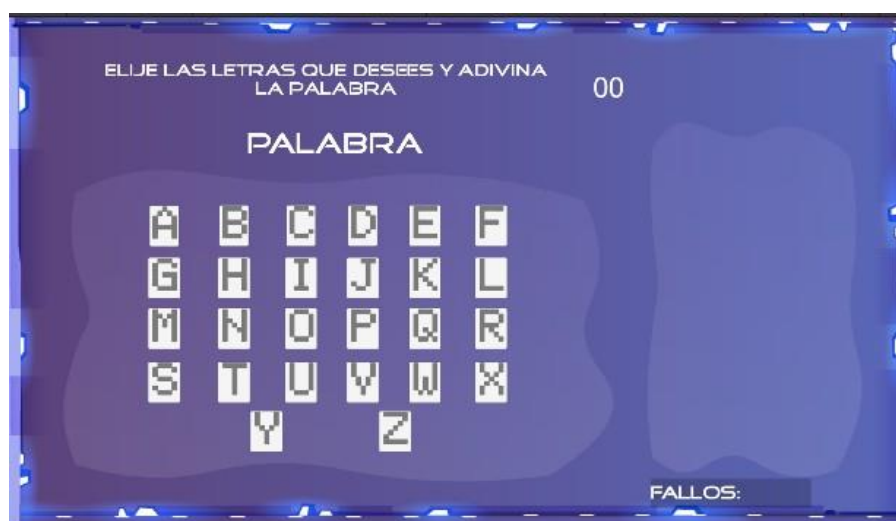 ELIJE LAS LETRAS QUE DESEES Y ADIVINA
LA PALABRA
00
PALABRA
A B C D E F
G H I J K L
M N O P Q R
S T U V W X
Y Z
FALLOS: